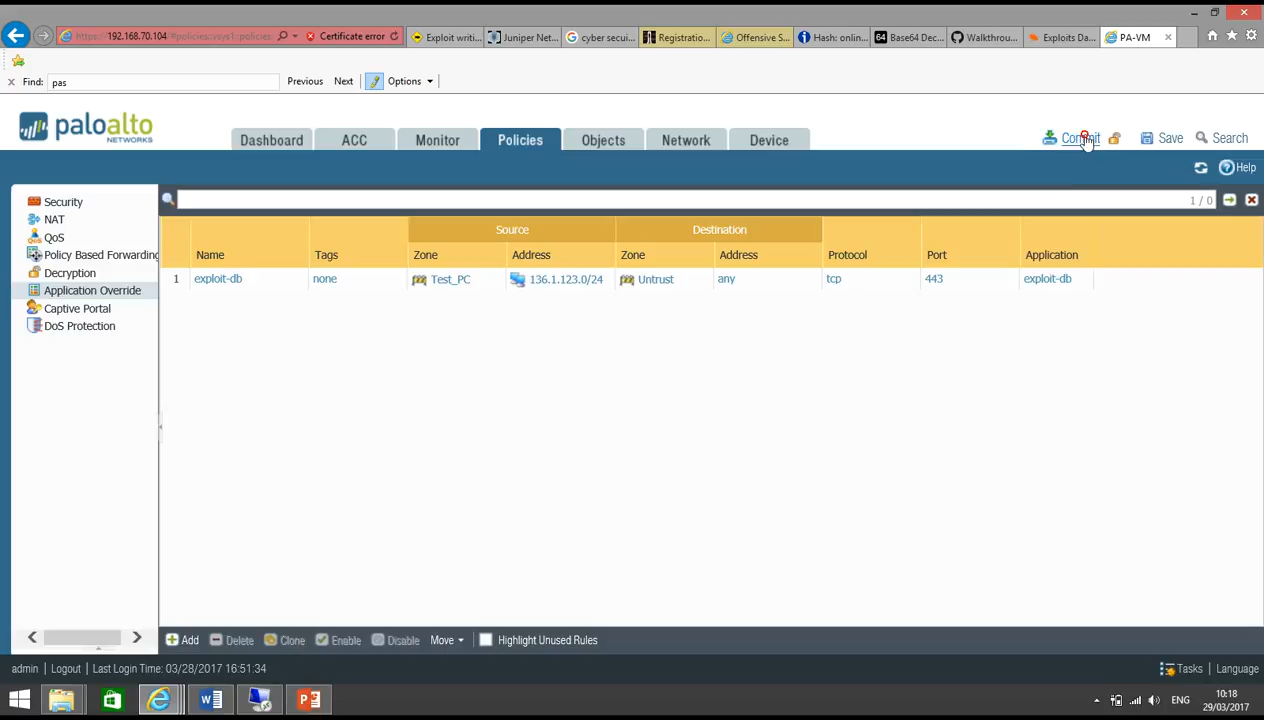 https://192.168.70.104/#policies::vsys1::policies: Certificate error Exploit writi... Juniper Net... cyber secui... Registratio... Offensive S... Hash: onlin... Base64 Dec... Walkthrou... Exploits Da... PA-VM
Find: pas Previous Next Options
paloalto NETWORKS
Dashboard ACC Monitor Policies Objects Network Device Commit Save Search
Help
Security
NAT
QoS
Policy Based Forwarding
Decryption
Application Override
Captive Portal
DoS Protection
1 / 0
Source Destination
Name Tags Zone Address Zone Address Protocol Port Application
1 exploit-db none Test_PC 136.1.123.0/24 Untrust any tcp 443 exploit-db
Add Delete Clone Enable Disable Move Highlight Unused Rules
admin | Logout | Last Login Time: 03/28/2017 16:51:34 Tasks | Language
ENG 10:18
29/03/2017